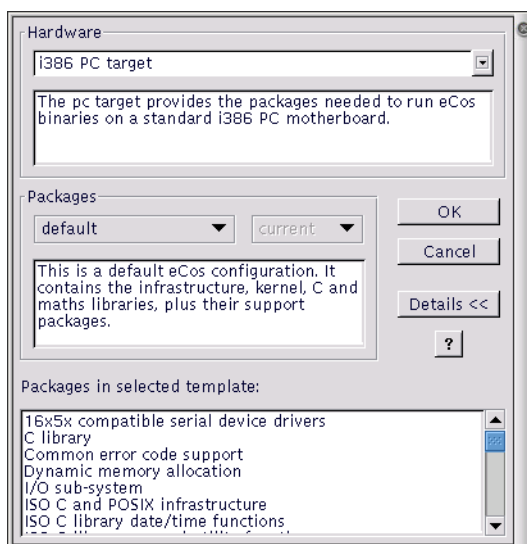 Hardware
i386 PC target
The pc target provides the packages needed to run eCos
binaries on a standard i386 PC motherboard.
Packages
default
current
This is a default eCos configuration. It
contains the infrastructure, kernel, C and
maths libraries, plus their support
packages.
OK
Cancel
Details <<
?
Packages in selected template:
16x5x compatible serial device drivers
C library
Common error code support
Dynamic memory allocation
I/O sub-system
ISO C and POSIX infrastructure
ISO C library date/time functions